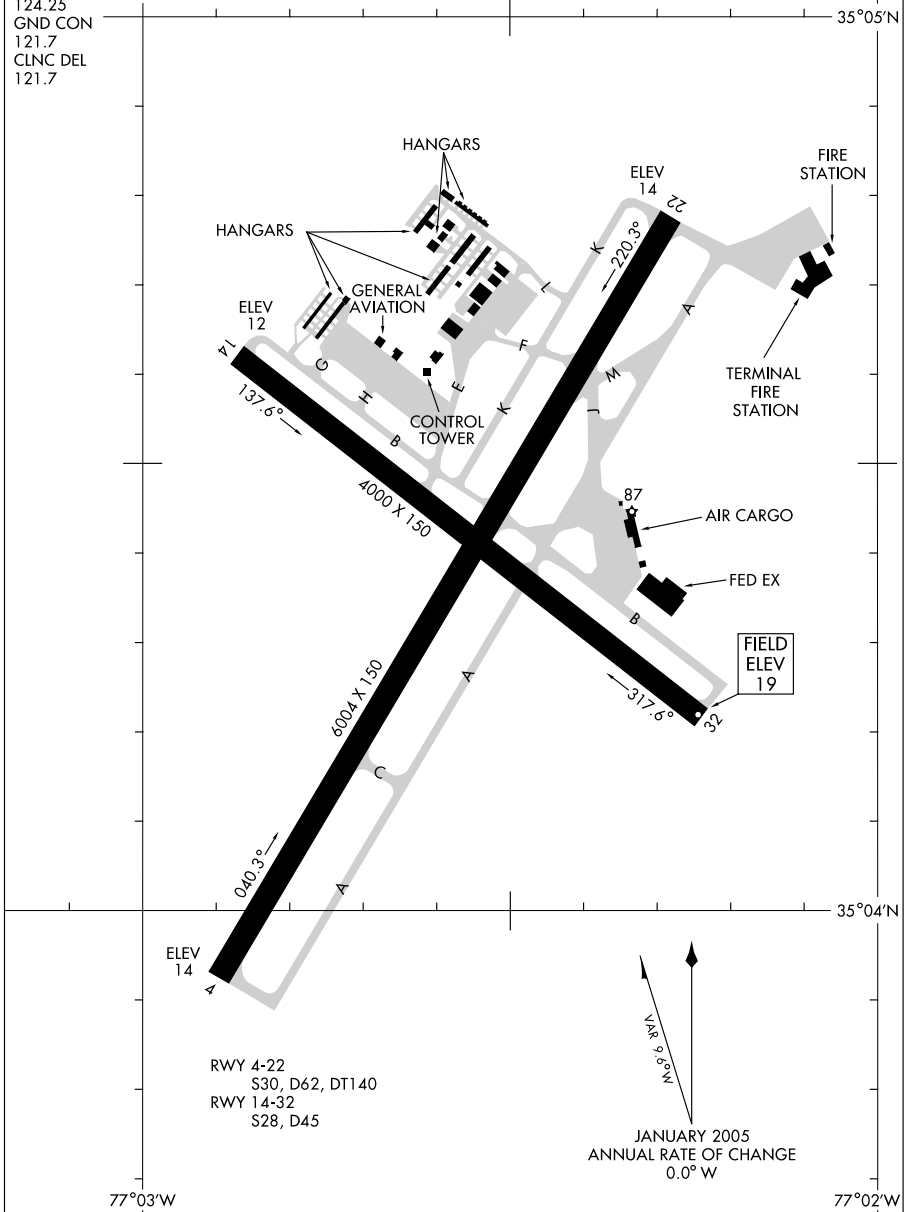 124.25
GND CON
121.7
CLNC DEL
121.7
35°05'N
HANGARS
FIRE
STATION
ELEV
14
22
HANGARS
K
220.3°
GENERAL
AVIATION
L
A
ELEV
12
14
F
TERMINAL
FIRE
STATION
G
M
137.6°
H
E
K
J
CONTROL
TOWER
B
4000 X 150
87
AIR CARGO
FED EX
B
FIELD
ELEV
19
A
317.6°
32
6004 X 150
C
040.3°
A
35°04'N
ELEV
14
4
VAR 9.6°W
RWY 4-22
S30, D62, DT140
RWY 14-32
S28, D45
JANUARY 2005
ANNUAL RATE OF CHANGE
0.0° W
77°03'W
77°02'W